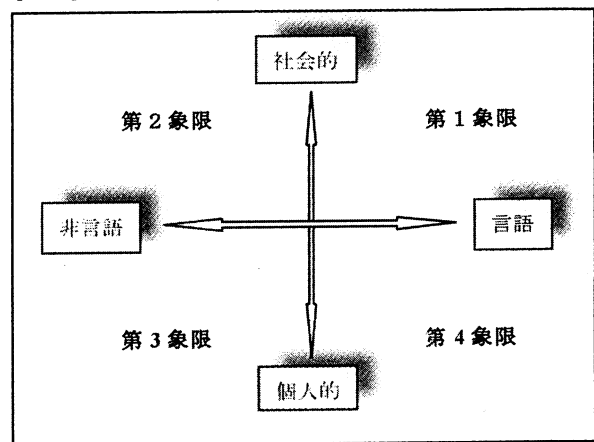 社会的
第2象限
第1象限
非言語
言語
第3象限
第4象限
個人的